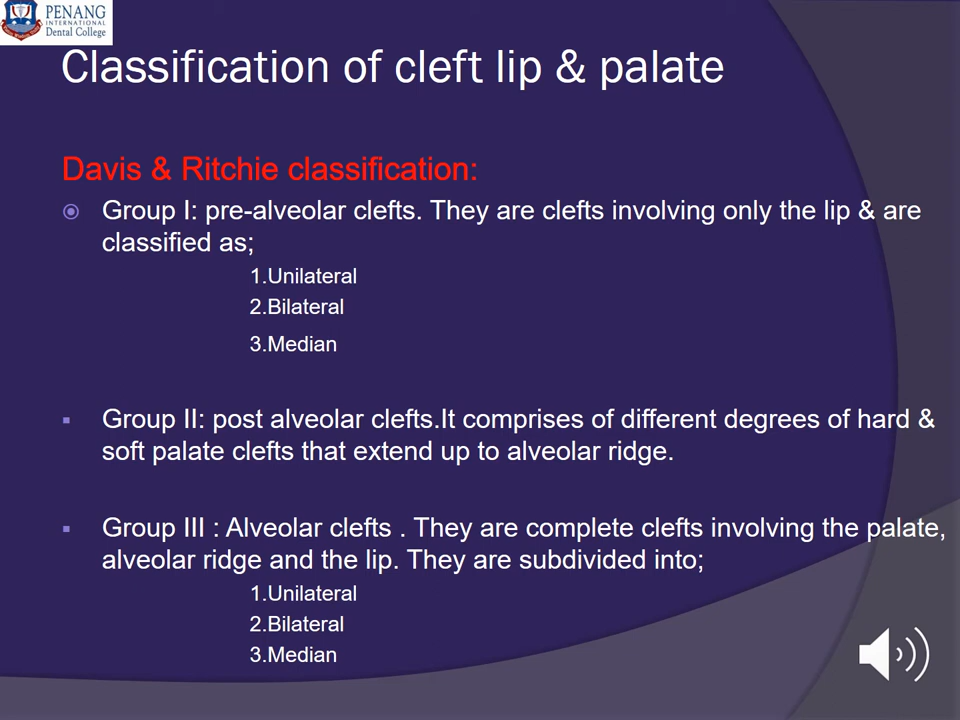 PENANG
INTERNATIONAL
Dental College
Classification of cleft lip & palate
Davis & Ritchie classification:
Group I: pre-alveolar clefts. They are clefts involving only the lip & are
classified as;
1.Unilateral
2.Bilateral
3.Median
Group II: post alveolar clefts.It comprises of different degrees of hard &
soft palate clefts that extend up to alveolar ridge.
Group III : Alveolar clefts . They are complete clefts involving the palate,
alveolar ridge and the lip. They are subdivided into;
1.Unilateral
2.Bilateral
3.Median